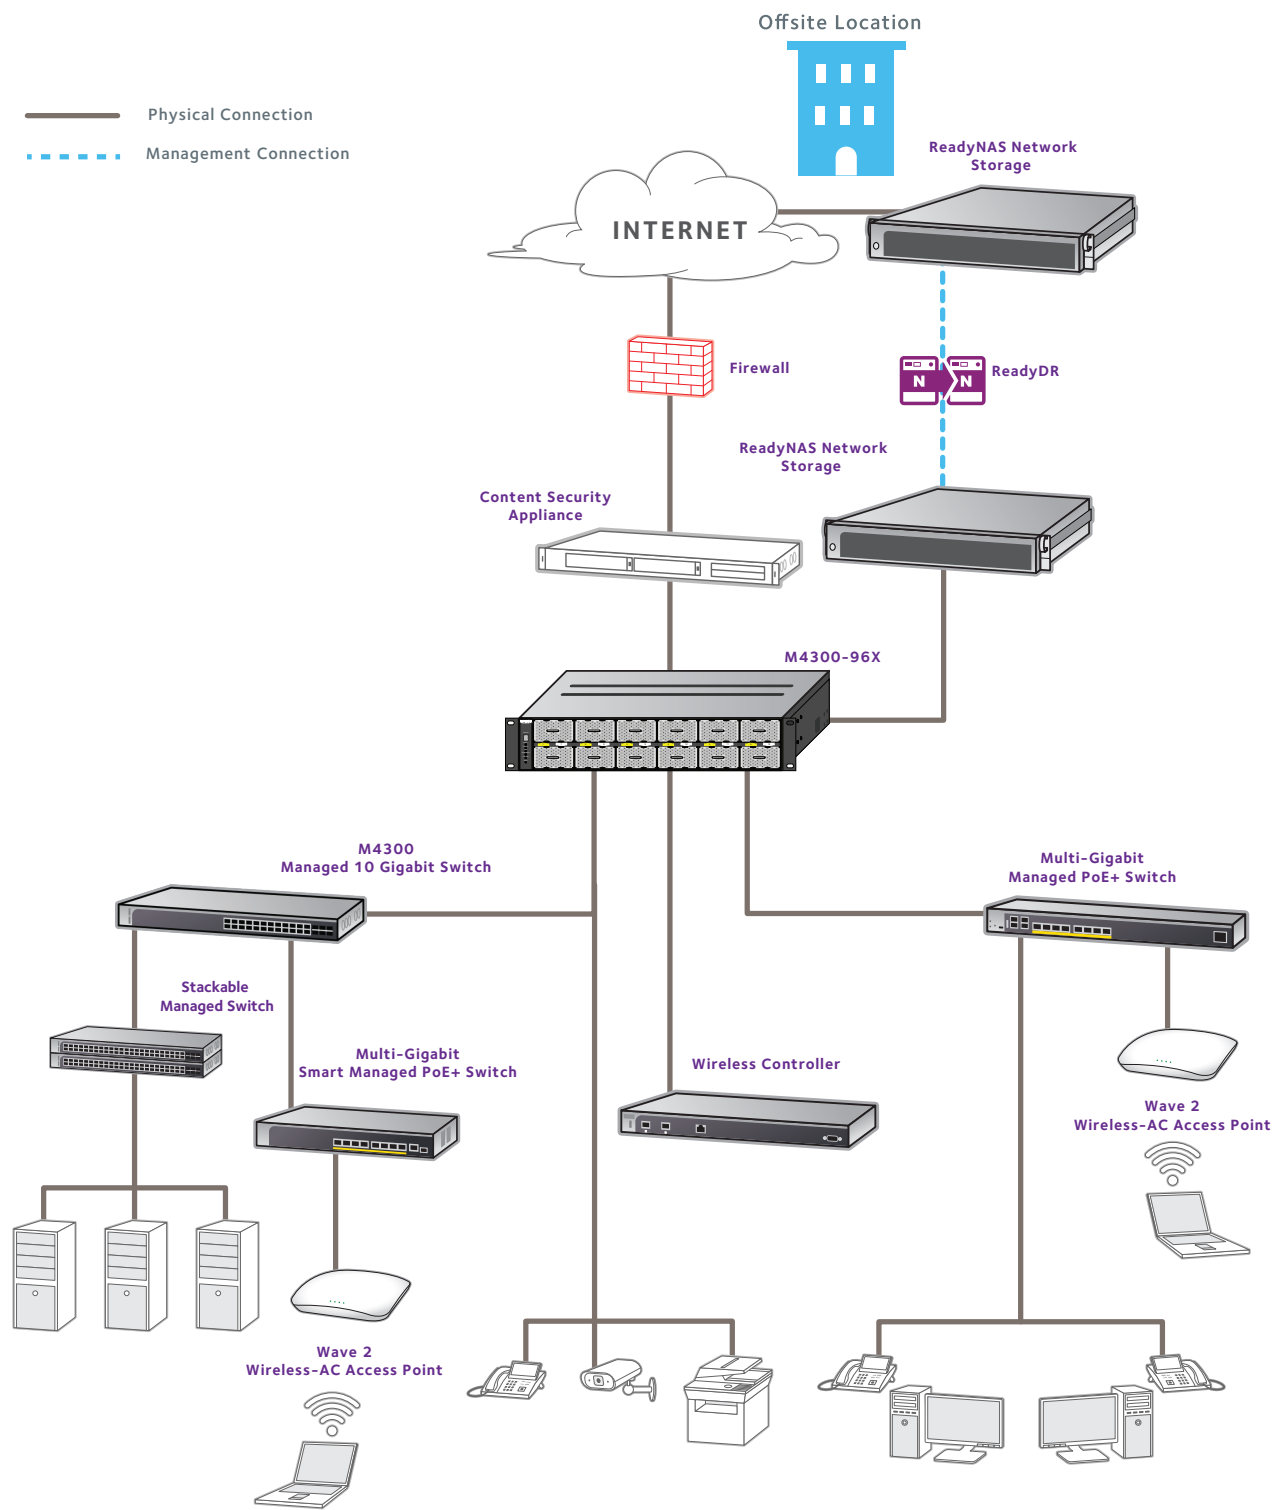 Offsite Location
Physical Connection
Management Connection
ReadyNAS Network
Storage
INTERNET
Firewall
N
N
ReadyDR
ReadyNAS Network
Storage
Content Security
Appliance
M4300-96X
M4300
Managed 10 Gigabit Switch
Multi-Gigabit
Managed PoE+ Switch
Stackable
Managed Switch
Multi-Gigabit
Smart Managed PoE+ Switch
Wireless Controller
Wave 2
Wireless-AC Access Point
Wave 2
Wireless-AC Access Point